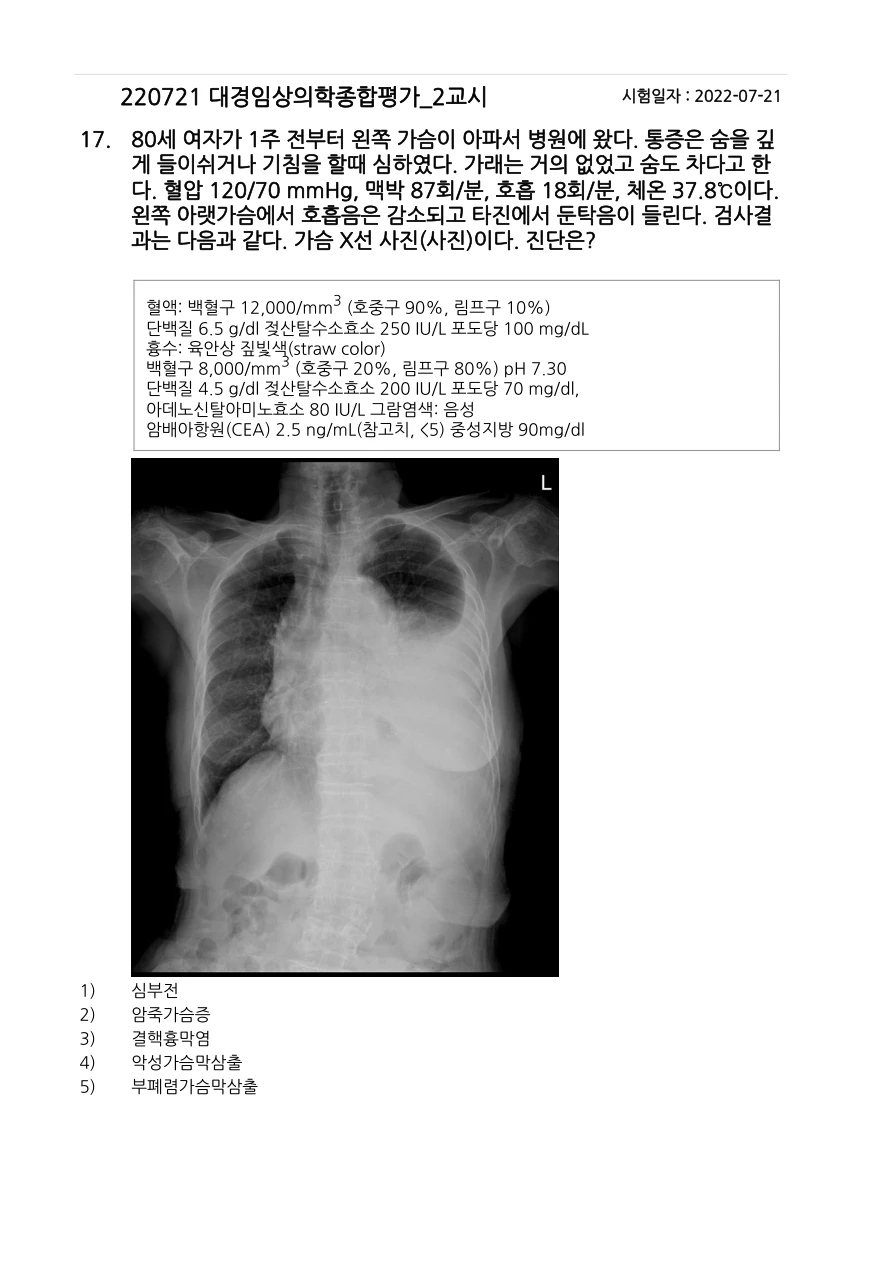 220721 대경임상의학종합평가_2교시
시험일자 : 2022-07-21
17. 80세 여자가 1주 전부터 왼쪽 가슴이 아파서 병원에 왔다. 통증은 숨을 깊
게 들이쉬거나 기침을 할때 심하였다. 가래는 거의 없었고 숨도 차다고 한
다. 혈압 120/70 mmHg, 맥박 87회/분, 호흡 18회/분, 체온 37.8℃이다.
왼쪽 아랫가슴에서 호흡음은 감소되고 타진에서 둔탁음이 들린다. 검사결
과는 다음과 같다. 가슴 X선 사진(사진)이다. 진단은?
혈액: 백혈구 12,000/mm3 (호중구 90%, 림프구 10%)
단백질 6.5 g/dl 젖산탈수소효소 250 IU/L 포도당 100 mg/dL
흉수: 육안상 짚빛색(straw color)
백혈구 8,000/mm3 (호중구 20%, 림프구 80%) pH 7.30
단백질 4.5 g/dl 젖산탈수소효소 200 IU/L 포도당 70 mg/dl,
아데노신탈아미노효소 80 IU/L 그람염색: 음성
암배아항원(CEA) 2.5 ng/mL(참고치, <5) 중성지방 90mg/dl
L
1) 심부전
2) 암죽가슴증
3) 결핵흉막염
4) 악성가슴막삼출
5) 부폐렴가슴막삼출